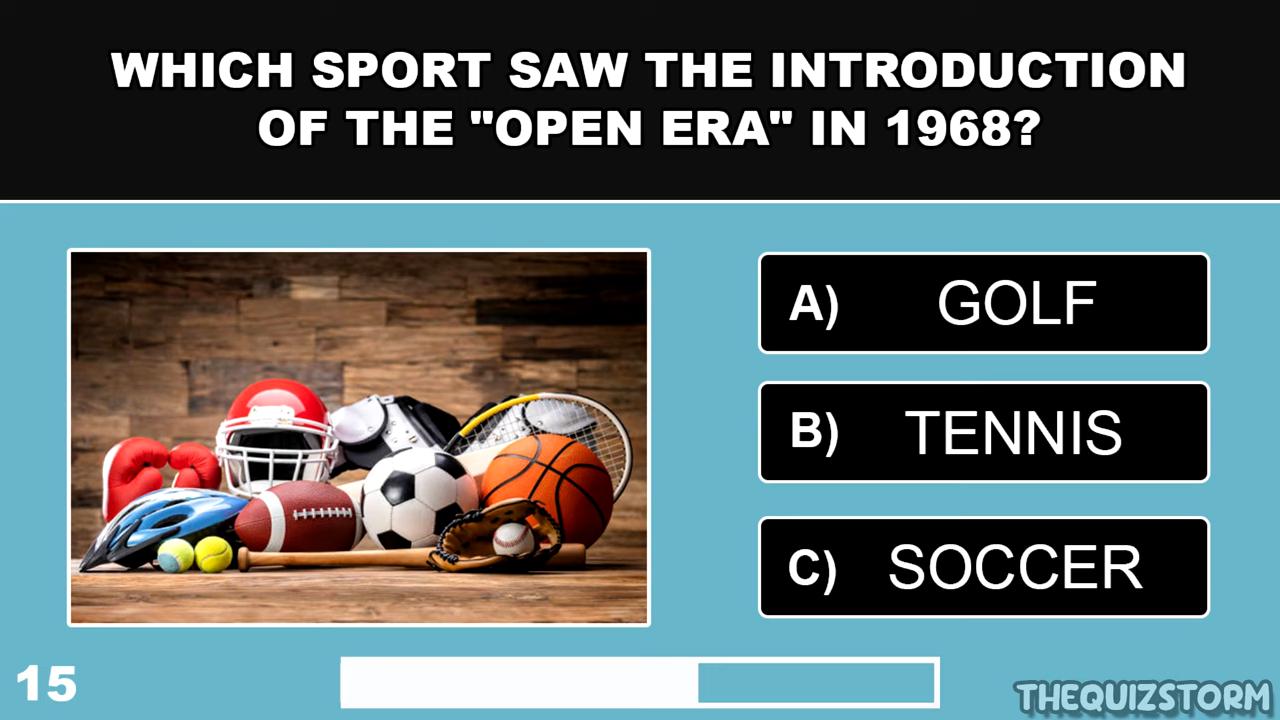 WHICH SPORT SAW THE INTRODUCTION
OF THE "OPEN ERA" IN 1968?
A) GOLF
B) TENNIS
C) SOCCER
15
THEQUIZSTORM